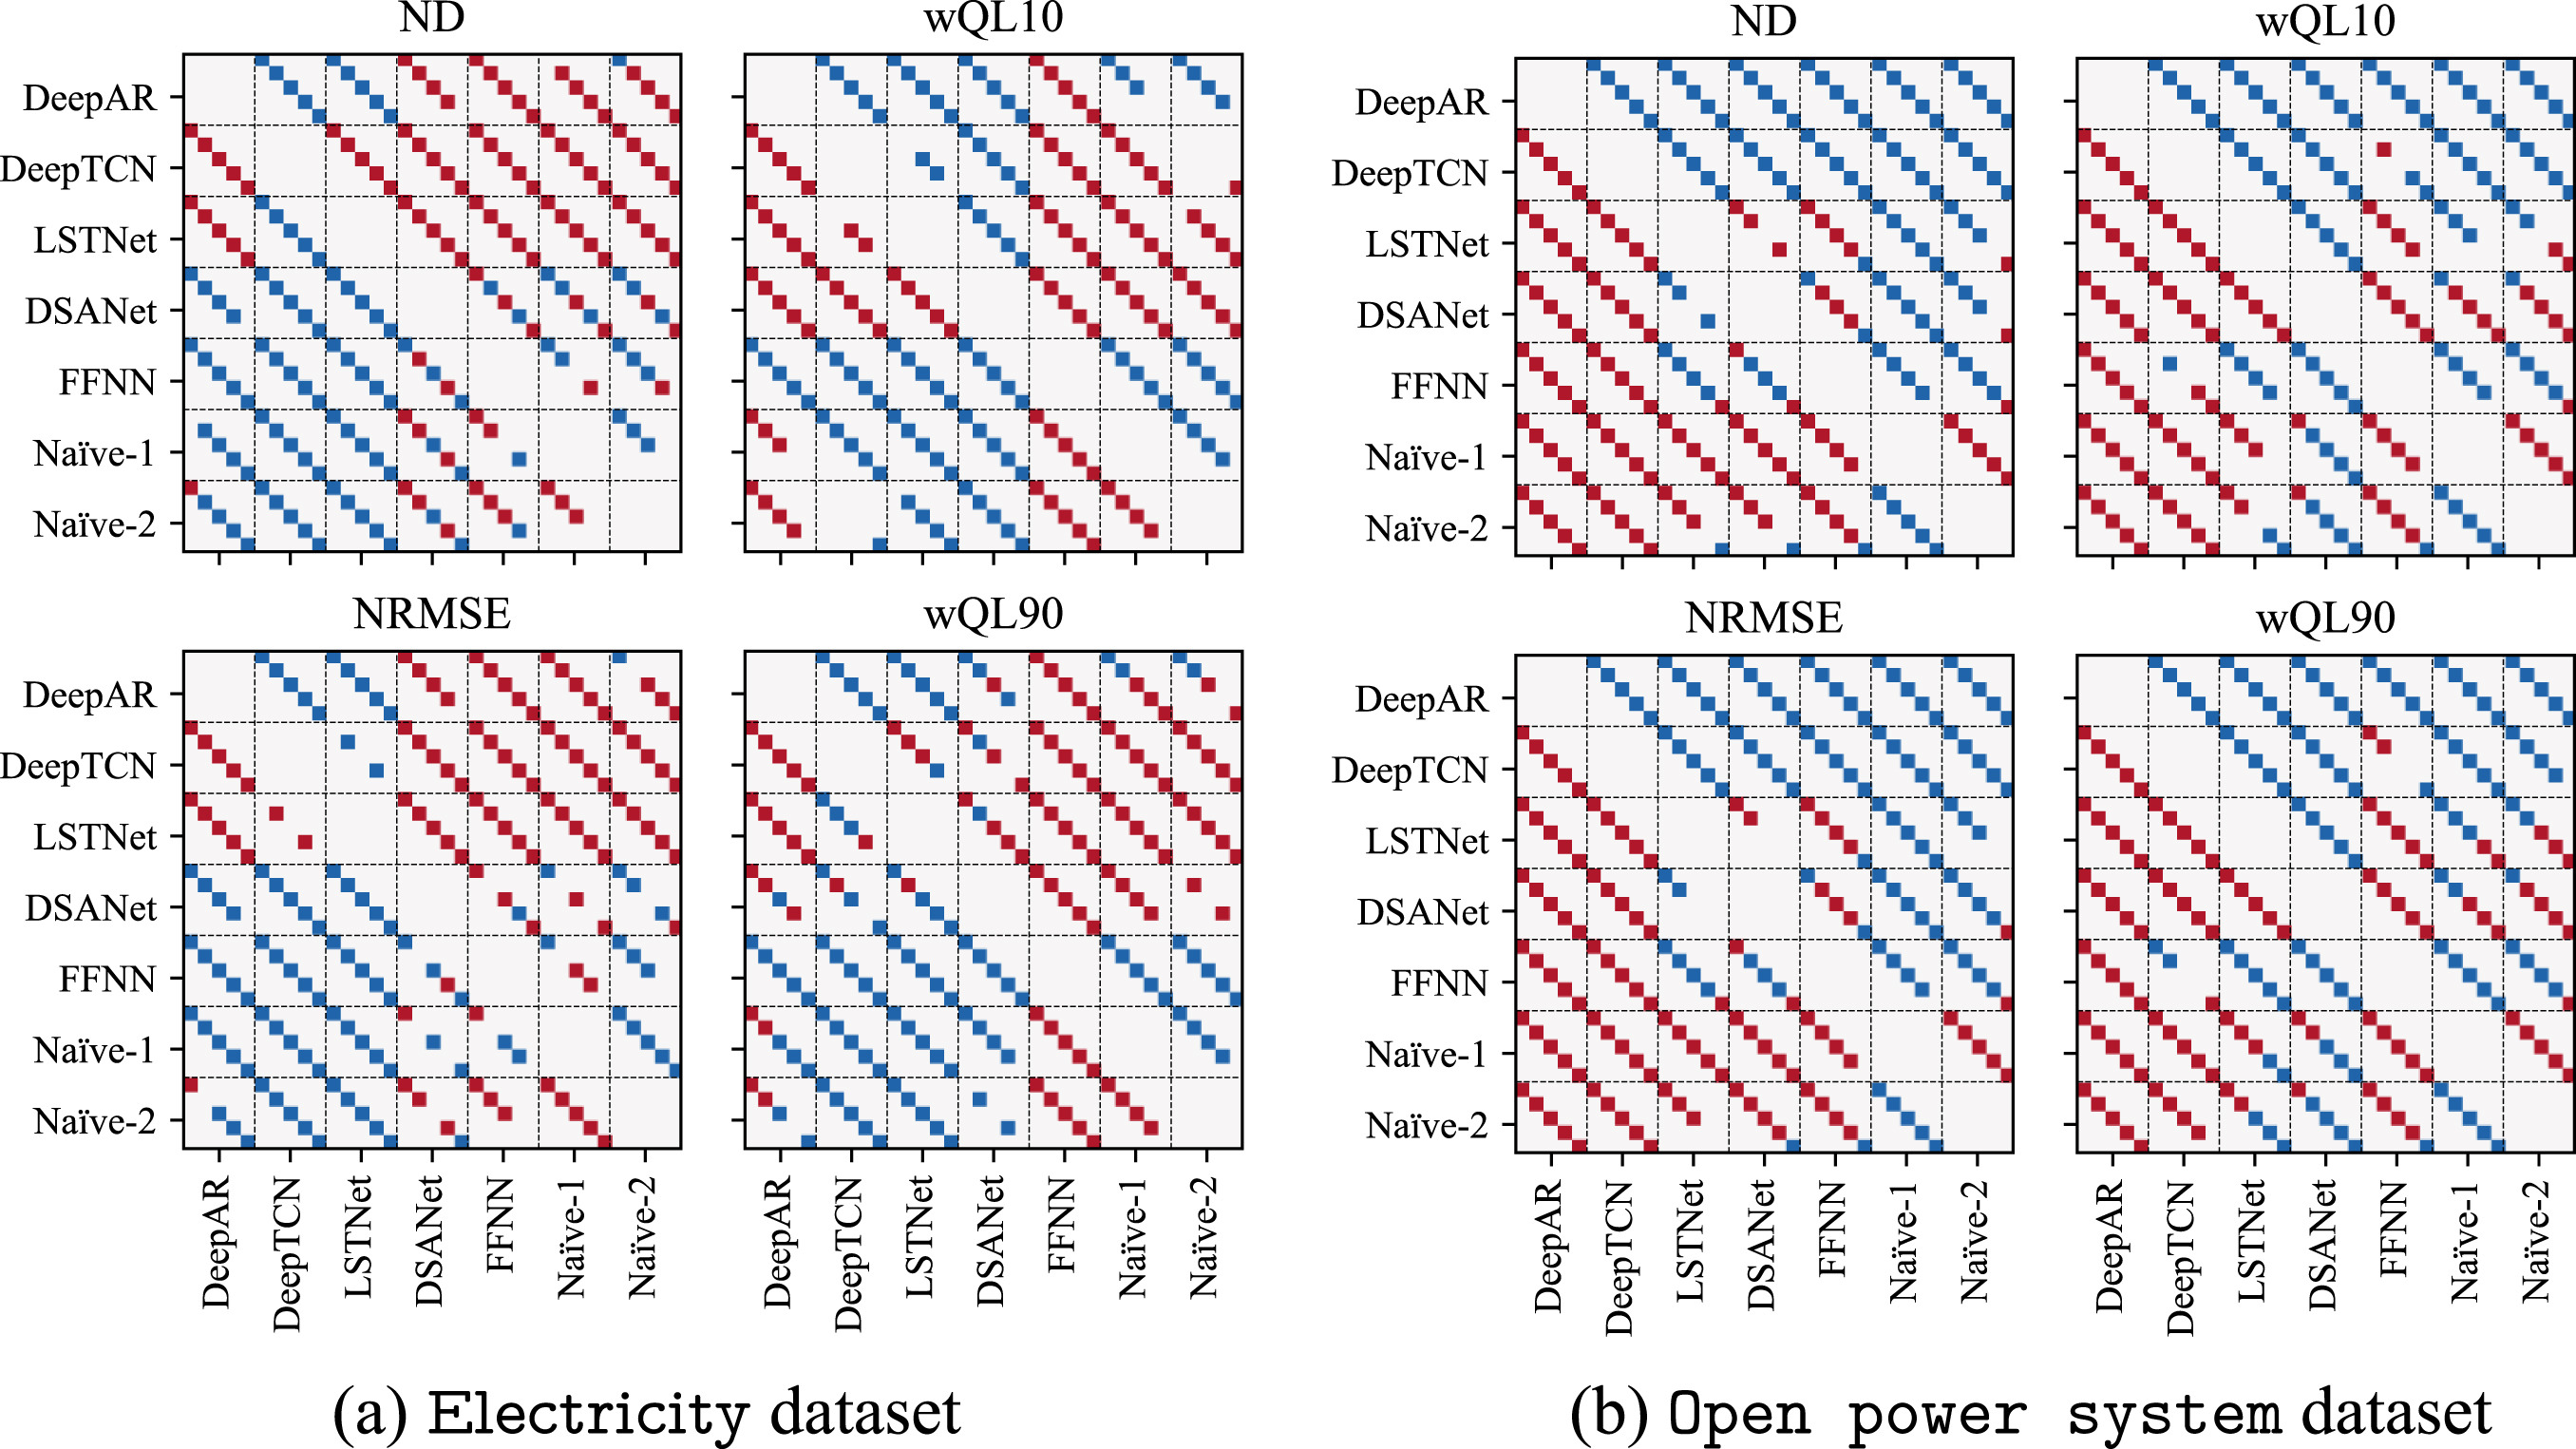 ND
wQL10
DeepAR
DeepTCN
LSTNet
DSANet
FFNN
Naïve-1
Naïve-2
NRMSE
wQL90
DeepAR
DeepTCN
LSTNet
DSANet
FFNN
Naïve-1
Naïve-2
DeepAR
DeepTCN
LSTNet
DSANet
FFNN
Naïve-1
Naïve-2
DeepAR
DeepTCN
LSTNet
DSANet
FFNN
Naïve-1
Naïve-2
(a) Electricity dataset
ND
wQL10
DeepAR
DeepTCN
LSTNet
DSANet
FFNN
Naïve-1
Naïve-2
NRMSE
wQL90
DeepAR
DeepTCN
LSTNet
DSANet
FFNN
Naïve-1
Naïve-2
DeepAR
DeepTCN
LSTNet
DSANet
FFNN
Naïve-1
Naïve-2
DeepAR
DeepTCN
LSTNet
DSANet
FFNN
Naïve-1
Naïve-2
(b) Open power system dataset